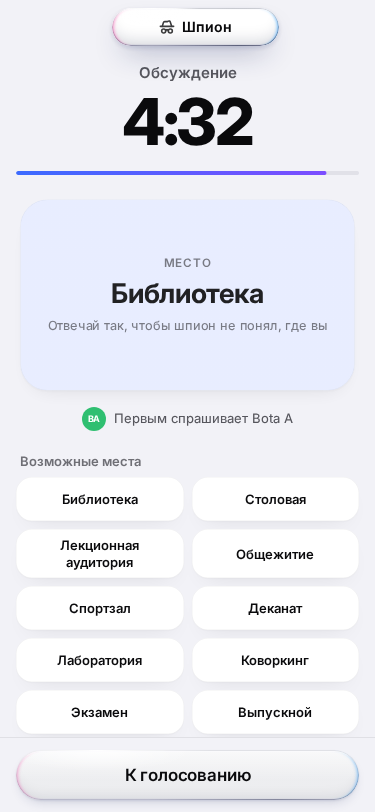 Шпион
Обсуждение
4:32
МЕСТО
Библиотека
Отвечай так, чтобы шпион не понял, где вы
BA
Первым спрашивает Bota A
Возможные места
Библиотека
Столовая
Лекционная
аудитория
Общежитие
Спортзал
Деканат
Лаборатория
Коворкинг
Экзамен
Выпускной
К голосованию